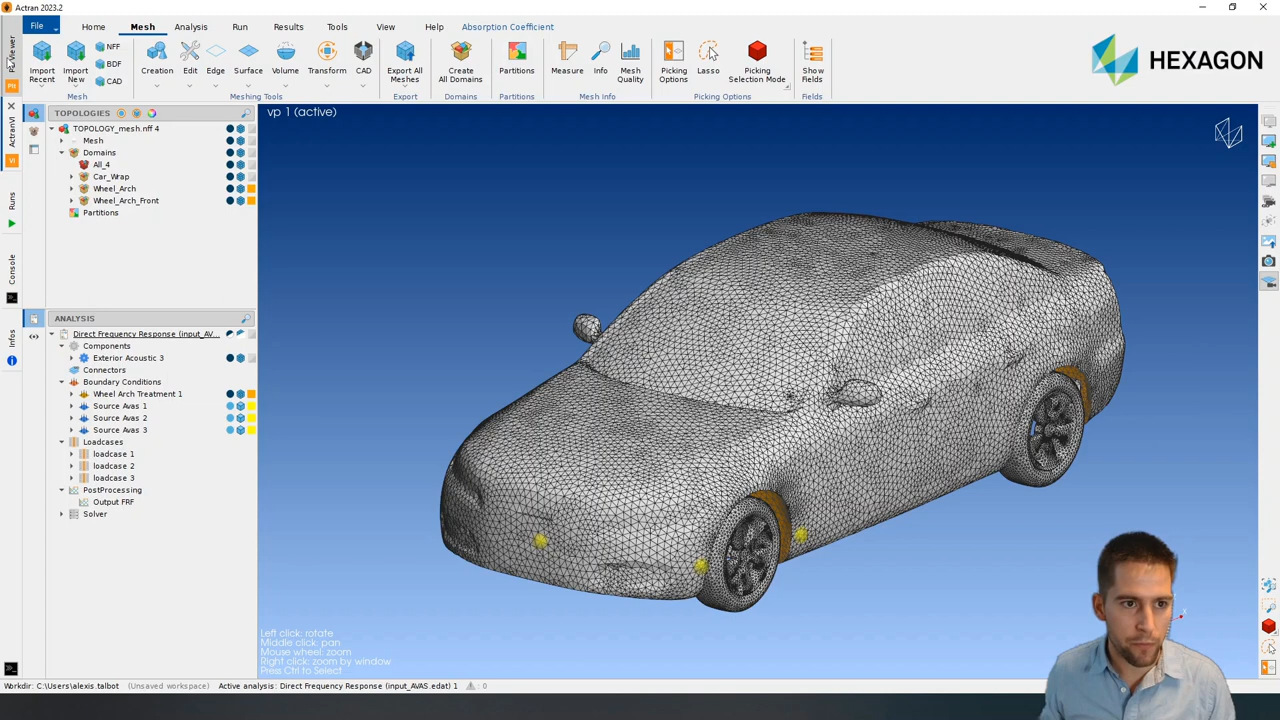 Actran 2023.2
File Home Mesh Analysis Run Results Tools View Help Absorption Coefficient
NFF
BDF
CAD
Import Recent
Import New
Creation Edit Edge Surface Volume Transform CAD
Export All Meshes
Create All Domains
Partitions
Measure Info Mesh Quality
Picking Options
Lasso
Picking Selection Mode
Show Fields
Mesh Meshing Tools Export Domains Partitions Mesh Info Picking Options Fields
HEXAGON
PLTViewer
Plt
ActranVI
VI
Runs
Console
Infos
TOPOLOGIES
TOPOLOGY_mesh.nff 4
Mesh
Domains
All_4
Car_Wrap
Wheel_Arch
Wheel_Arch_Front
Partitions
ANALYSIS
Direct Frequency Response (input_AV...
Components
Exterior Acoustic 3
Connectors
Boundary Conditions
Wheel Arch Treatment 1
Source Avas 1
Source Avas 2
Source Avas 3
Loadcases
loadcase 1
loadcase 2
loadcase 3
PostProcessing
Output FRF
Solver
vp 1 (active)
Left click: rotate
Middle click: pan
Mouse wheel: zoom
Right click: zoom by window
Press Ctrl to Select
X
Workdir: C:\Users\alexis.talbot (Unsaved workspace) Active analysis: Direct Frequency Response (input_AVAS.edat) 1 : 0